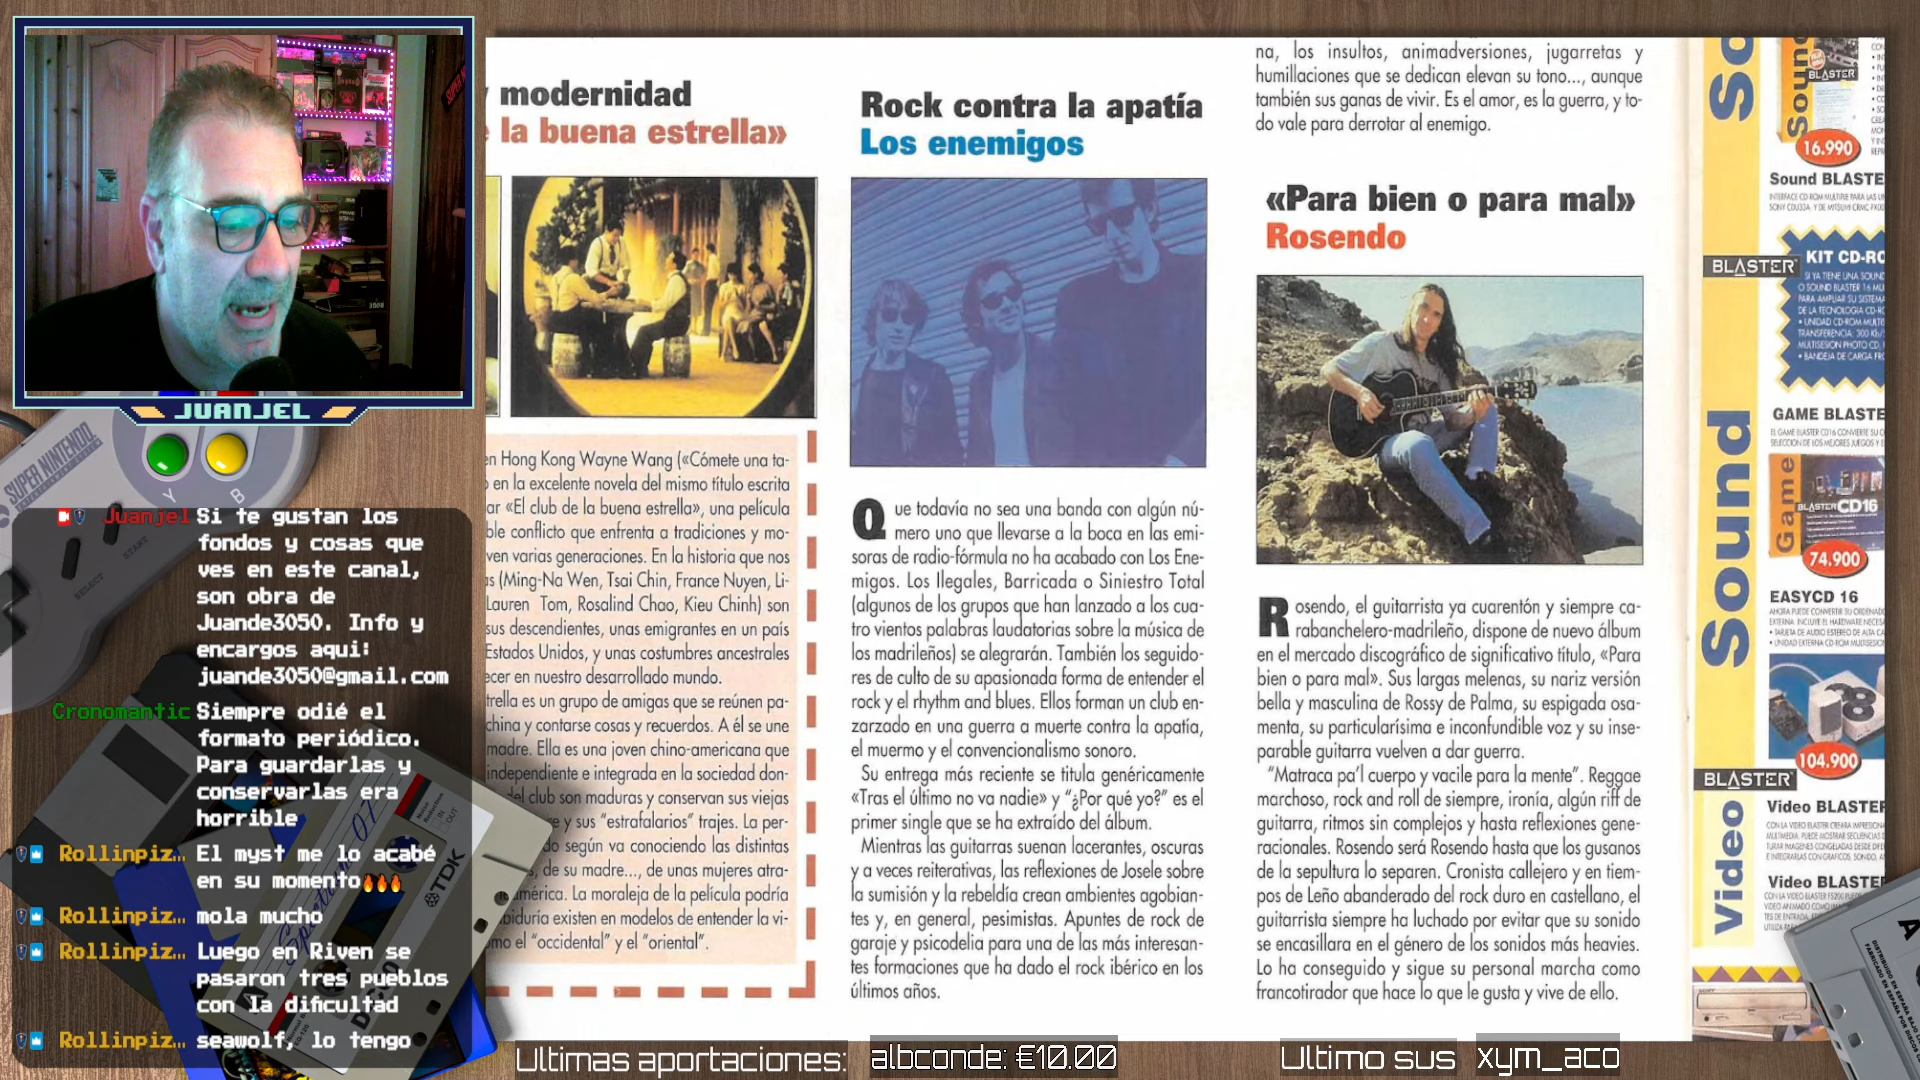 JUANJEL
SUPER NINTENDO
Y
B
START
SELECT
Juanjel Si te gustan los
fondos y cosas que
ves en este canal,
son obra de
Juande3050. Info y
encargos aqui:
juande3050@gmail.com
Cronomantic Siempre odié el
formato periódico.
Para guardarlas y
conservarlas era
horrible
Rollinpiz... El myst me lo acabé
en su momento
Rollinpiz... mola mucho
Rollinpiz... Luego en Riven se
pasaron tres pueblos
con la dificultad
Rollinpiz... seawolf, lo tengo
TDK
modernidad
la buena estrella»
en Hong Kong Wayne Wang («Cómete una ta-
en la excelente novela del mismo título escrita
ar «El club de la buena estrella», una película
ble conflicto que enfrenta a tradiciones y mo-
ven varias generaciones. En la historia que nos
s (Ming-Na Wen, Tsai Chin, France Nuyen, Li-
Lauren Tom, Rosalind Chao, Kieu Chinh) son
sus descendientes, unas emigrantes en un país
Estados Unidos, y unas costumbres ancestrales
ecer en nuestro desarrollado mundo.
trella es un grupo de amigas que se reúnen pa-
china y contarse cosas y recuerdos. A él se une
madre. Ella es una joven chino-americana que
independiente e integrada en la sociedad don-
del club son maduras y conservan sus viejas
e y sus "estrafalarios" trajes. La per-
do según va conociendo las distintas
, de su madre..., de unas mujeres atra-
américa. La moraleja de la película podría
biduría existen en modelos de entender la vi-
mo el "occidental" y el "oriental".
Rock contra la apatía
Los enemigos
Que todavía no sea una banda con algún nú-
mero uno que llevarse a la boca en las emi-
soras de radio-fórmula no ha acabado con Los Ene-
migos. Los Ilegales, Barricada o Siniestro Total
(algunos de los grupos que han lanzado a los cua-
tro vientos palabras laudatorias sobre la música de
los madrileños) se alegrarán. También los seguido-
res de culto de su apasionada forma de entender el
rock y el rhythm and blues. Ellos forman un club en-
zarzado en una guerra a muerte contra la apatía,
el muermo y el convencionalismo sonoro.
Su entrega más reciente se titula genéricamente
«Tras el último no va nadie» y "¿Por qué yo?" es el
primer single que se ha extraído del álbum.
Mientras las guitarras suenan lacerantes, oscuras
y a veces reiterativas, las reflexiones de Josele sobre
la sumisión y la rebeldía crean ambientes agobian-
tes y, en general, pesimistas. Apuntes de rock de
garaje y psicodelia para una de las más interesan-
tes formaciones que ha dado el rock ibérico en los
últimos años.
na, los insultos, animadversiones, jugarretas y
humillaciones que se dedican elevan su tono..., aunque
también sus ganas de vivir. Es el amor, es la guerra, y to-
do vale para derrotar al enemigo.
«Para bien o para mal»
Rosendo
Rosendo, el guitarrista ya cuarentón y siempre ca-
rabanchelero-madrileño, dispone de nuevo álbum
en el mercado discográfico de significativo título, «Para
bien o para mal». Sus largas melenas, su nariz versión
bella y masculina de Rossy de Palma, su espigada osa-
menta, su particularísima e inconfundible voz y su inse-
parable guitarra vuelven a dar guerra.
"Matraca pa'l cuerpo y vacile para la mente". Reggae
marchoso, rock and roll de siempre, ironía, algún riff de
guitarra, ritmos sin complejos y hasta reflexiones gene-
racionales. Rosendo será Rosendo hasta que los gusanos
de la sepultura lo separen. Cronista callejero y en tiem-
pos de Leño abanderado del rock duro en castellano, el
guitarrista siempre ha luchado por evitar que su sonido
se encasillara en el género de los sonidos más heavies.
Lo ha conseguido y sigue su personal marcha como
francotirador que hace lo que le gusta y vive de ello.
So
Sound
BLASTER
16.990
Sound BLASTE
BLASTER
KIT CD-RO
GAME BLASTE
Sound
Game
BLASTER CD16
74.900
EASYCD 16
104.900
BLASTER
Video
Video BLASTER
Video BLASTE
Ultimas aportaciones: albconde: €10.00
Ultimo sus xym_aco